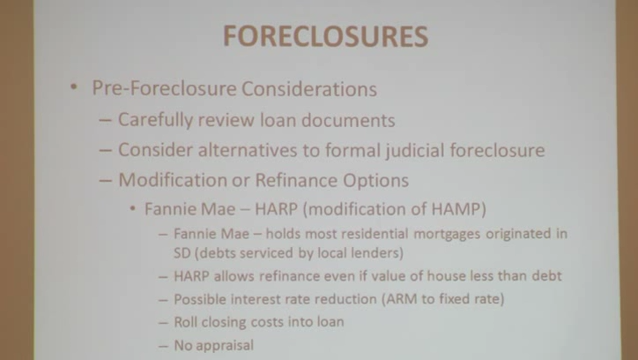 FORECLOSURES
• Pre-Foreclosure Considerations
– Carefully review loan documents
– Consider alternatives to formal judicial foreclosure
– Modification or Refinance Options
• Fannie Mae – HARP (modification of HAMP)
– Fannie Mae – holds most residential mortgages originated in
SD (debts serviced by local lenders)
– HARP allows refinance even if value of house less than debt
– Possible interest rate reduction (ARM to fixed rate)
– Roll closing costs into loan
– No appraisal